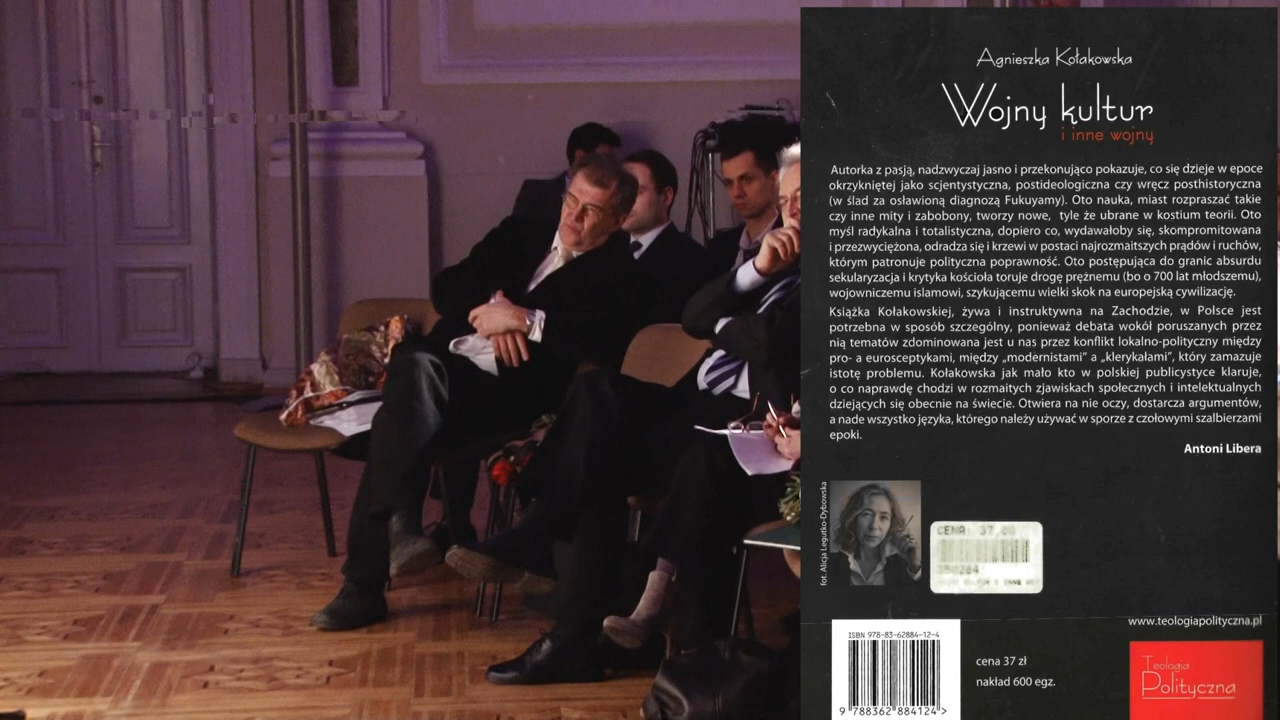 Agnieszka Kołakowska
Wojny kultur
i inne wojny
Autorka z pasją, nadzwyczaj jasno i przekonująco pokazuje, co się dzieje w epoce
okrzykniętej jako scjentystyczna, postideologiczna czy wręcz posthistoryczna
(w ślad za osławioną diagnozą Fukuyamy). Oto nauka, miast rozpraszać takie
czy inne mity i zabobony, tworzy nowe, tyle że ubrane w kostium teorii. Oto
myśl radykalna i totalistyczna, dopiero co, wydawałoby się, skompromitowana
i przezwyciężona, odradza się i krzewi w postaci najrozmaitszych prądów i ruchów,
którym patronuje polityczna poprawność. Oto postępująca do granic absurdu
sekularyzacja i krytyka kościoła toruje drogę prężnemu (bo o 700 lat młodszemu),
wojowniczemu islamowi, szykującemu wielki skok na europejską cywilizację.
Książka Kołakowskiej, żywa i instruktywna na Zachodzie, w Polsce jest
potrzebna w sposób szczególny, ponieważ debata wokół poruszanych przez
nią tematów zdominowana jest u nas przez konflikt lokalno-polityczny między
pro- a eurosceptykami, między „modernistami” a „klerykałami”, który zamazuje
istotę problemu. Kołakowska jak mało kto w polskiej publicystyce klaruje,
o co naprawdę chodzi w rozmaitych zjawiskach społecznych i intelektualnych
dziejących się obecnie na świecie. Otwiera na nie oczy, dostarcza argumentów,
a nade wszystko języka, którego należy używać w sporze z czołowymi szalbierzami
epoki.
Antoni Libera
fot. Alicja Legutko-Dybowska
CENA: 37.00
ISBN 978-83-62884-12-4
9 788362 884124 >
cena 37 zł
nakład 600 egz.
www.teologiapolityczna.pl
Teologia
Polityczna